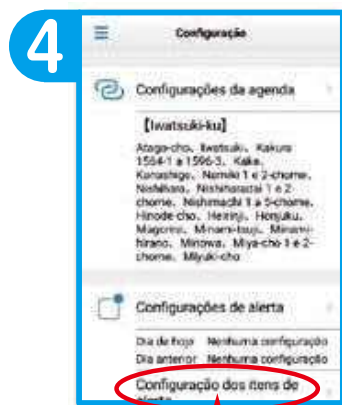 4
Configuração
Configurações da agenda
【Iwatsuki-ku】
Atago-cho, Iwatsuki, Kakura
1564-1 a 1596-3, Kake,
Namiki 1 e 2-chome,
Nishihara, Nishiharadai 1 e 2-
chome, Nishimachi 1 a 5-chome,
Hinode-cho, Heirinji, Honjuku,
Magome, Minami-tsuji, Minami-
hirano, Minowa, Miya-cho 1 e 2-
chome, Miyuki-cho
Configurações de alerta
Dia de hoje Nenhuma configuração
Dia anterior Nenhuma configuração
Configuração dos itens de
alerta